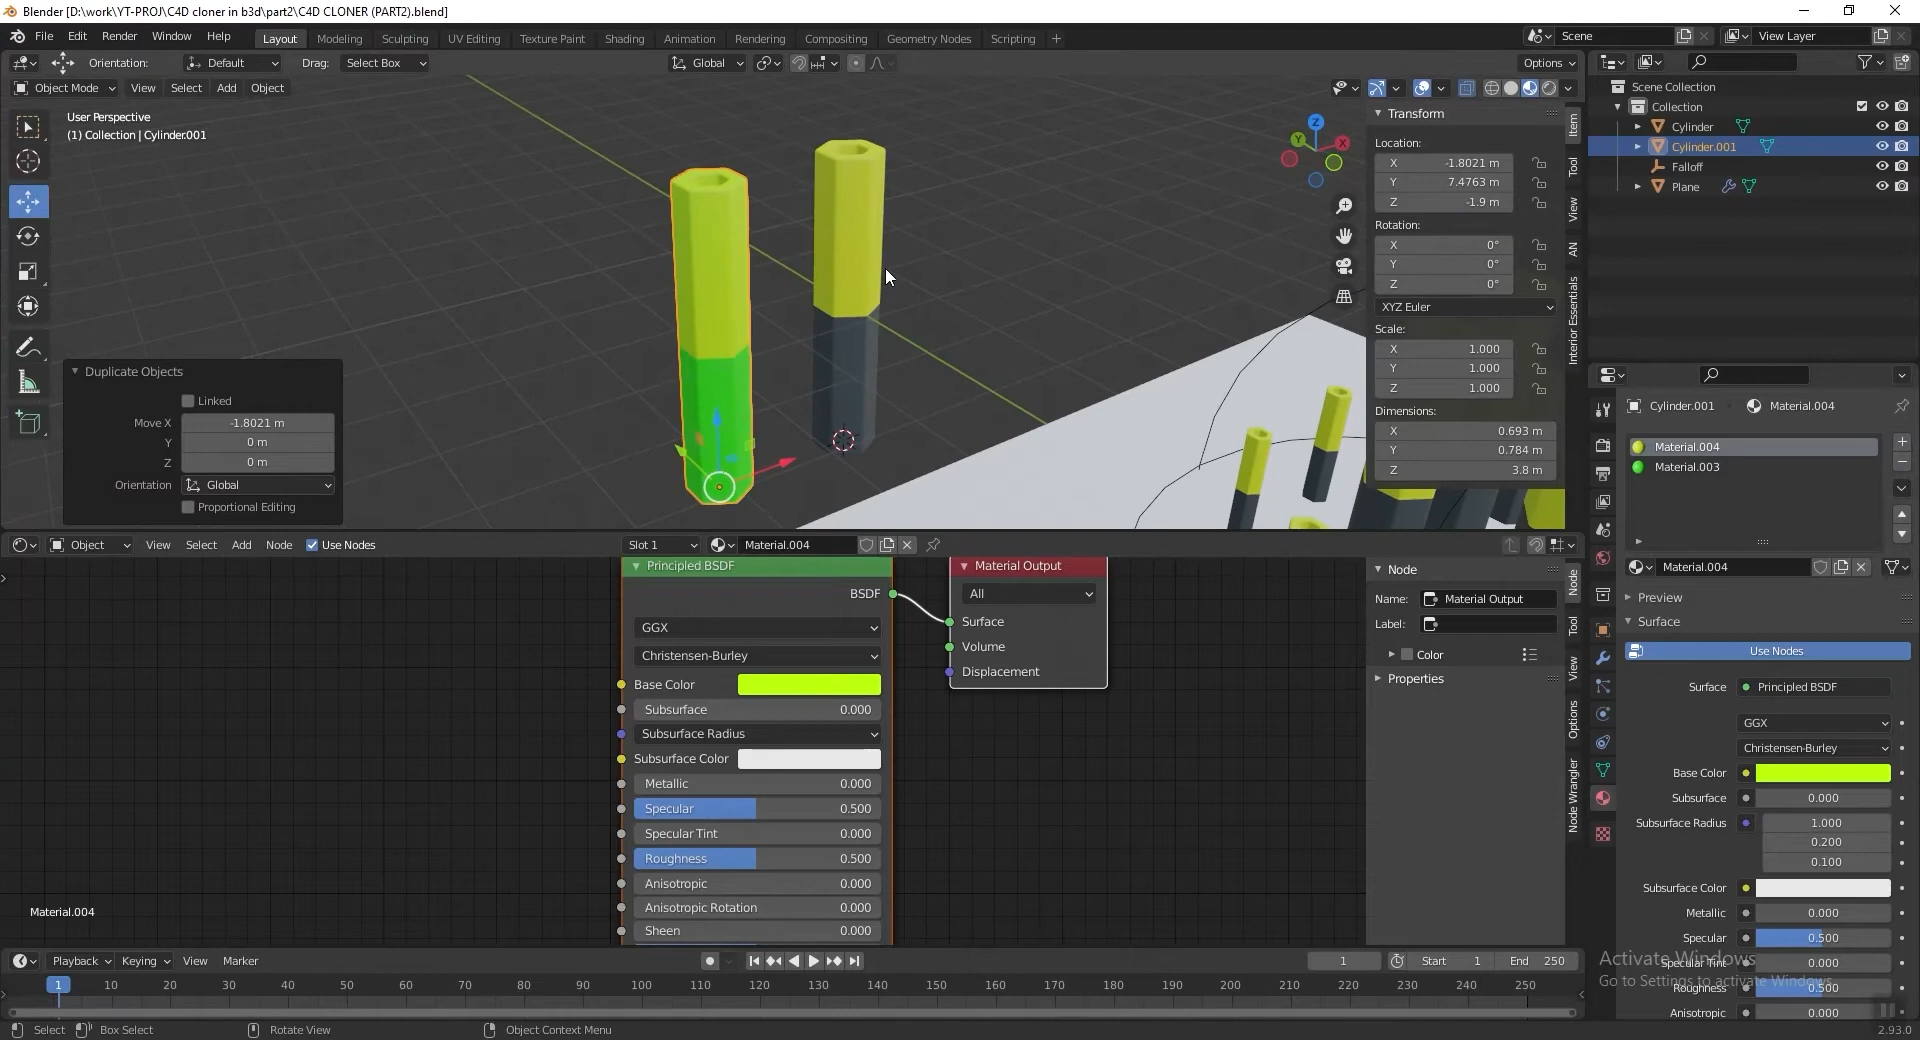 Blender [D:\work\YT-PROJ\C4D cloner in b3d\part2\C4D CLONER (PART2).blend]
File Edit Render Window Help Layout Modeling Sculpting UV Editing Texture Paint Shading Animation Rendering Compositing Geometry Nodes Scripting + Scene View Layer
Orientation: Default Drag: Select Box Global Options
Object Mode View Select Add Object
User Perspective
(1) Collection | Cylinder.001
Transform
Location:
X -1.8021 m
Y 7.4763 m
Z -1.9 m
Rotation:
X 0°
Y 0°
Z 0°
XYZ Euler
Scale:
X 1.000
Y 1.000
Z 1.000
Dimensions:
X 0.693 m
Y 0.784 m
Z 3.8 m
Item
Tool
View
AN
Interior Essentials
Z
Y
X
Scene Collection
Collection
Cylinder
Cylinder.001
Falloff
Plane
Duplicate Objects
Linked
Move X -1.8021 m
Y 0 m
Z 0 m
Orientation Global
Proportional Editing
Object View Select Add Node Use Nodes Slot 1 Material.004
Principled BSDF
BSDF
GGX
Christensen-Burley
Base Color
Subsurface 0.000
Subsurface Radius
Subsurface Color
Metallic 0.000
Specular 0.500
Specular Tint 0.000
Roughness 0.500
Anisotropic 0.000
Anisotropic Rotation 0.000
Sheen 0.000
Material Output
All
Surface
Volume
Displacement
Material.004
Node
Name: Material Output
Label:
Color
Properties
Node
Tool
View
Options
Node Wrangler
Cylinder.001 Material.004
Material.004
Material.003
Material.004
Preview
Surface
Use Nodes
Surface Principled BSDF
GGX
Christensen-Burley
Base Color
Subsurface 0.000
Subsurface Radius 1.000
0.200
0.100
Subsurface Color
Metallic 0.000
Specular 0.500
Specular Tint 0.000
Roughness 0.500
Anisotropic 0.000
Activate Windows
Go to Settings to activate Windows.
Playback Keying View Marker 1 Start 1 End 250
1 10 20 30 40 50 60 70 80 90 100 110 120 130 140 150 160 170 180 190 200 210 220 230 240 250
Select Box Select Rotate View Object Context Menu 2.93.0